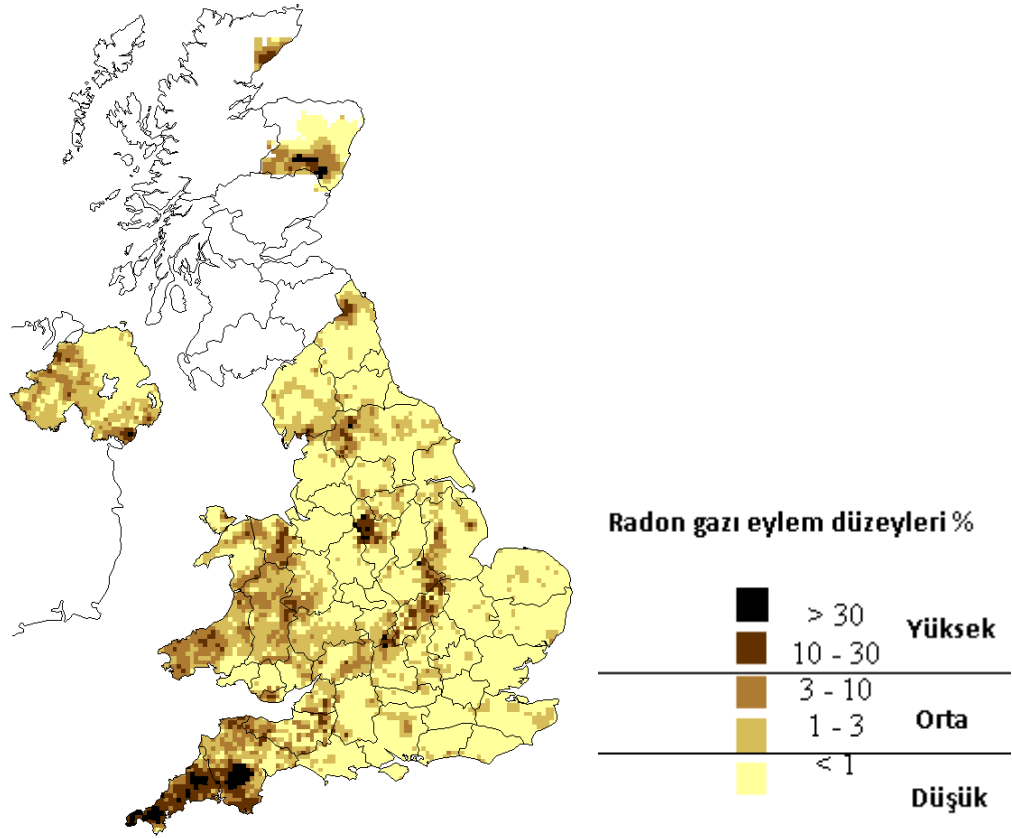 Radon gazı eylem düzeyleri %
> 30
Yüksek
10 - 30
3 - 10
Orta
1 - 3
< 1
Düşük